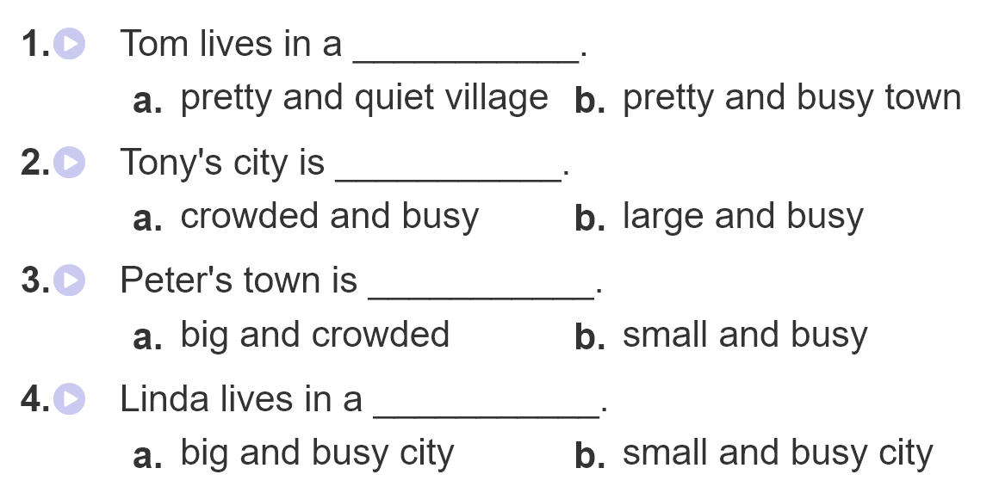 1. Tom lives in a ___________.
a. pretty and quiet village b. pretty and busy town
2. Tony's city is ___________.
a. crowded and busy b. large and busy
3. Peter's town is ___________.
a. big and crowded b. small and busy
4. Linda lives in a ___________.
a. big and busy city b. small and busy city